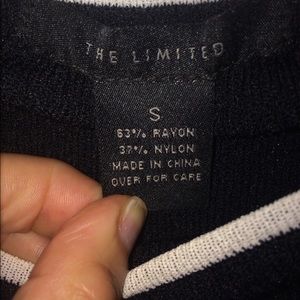 THE LIMITED
S
63% RAYON
37% NYLON
MADE IN CHINA
OVER FOR CARE